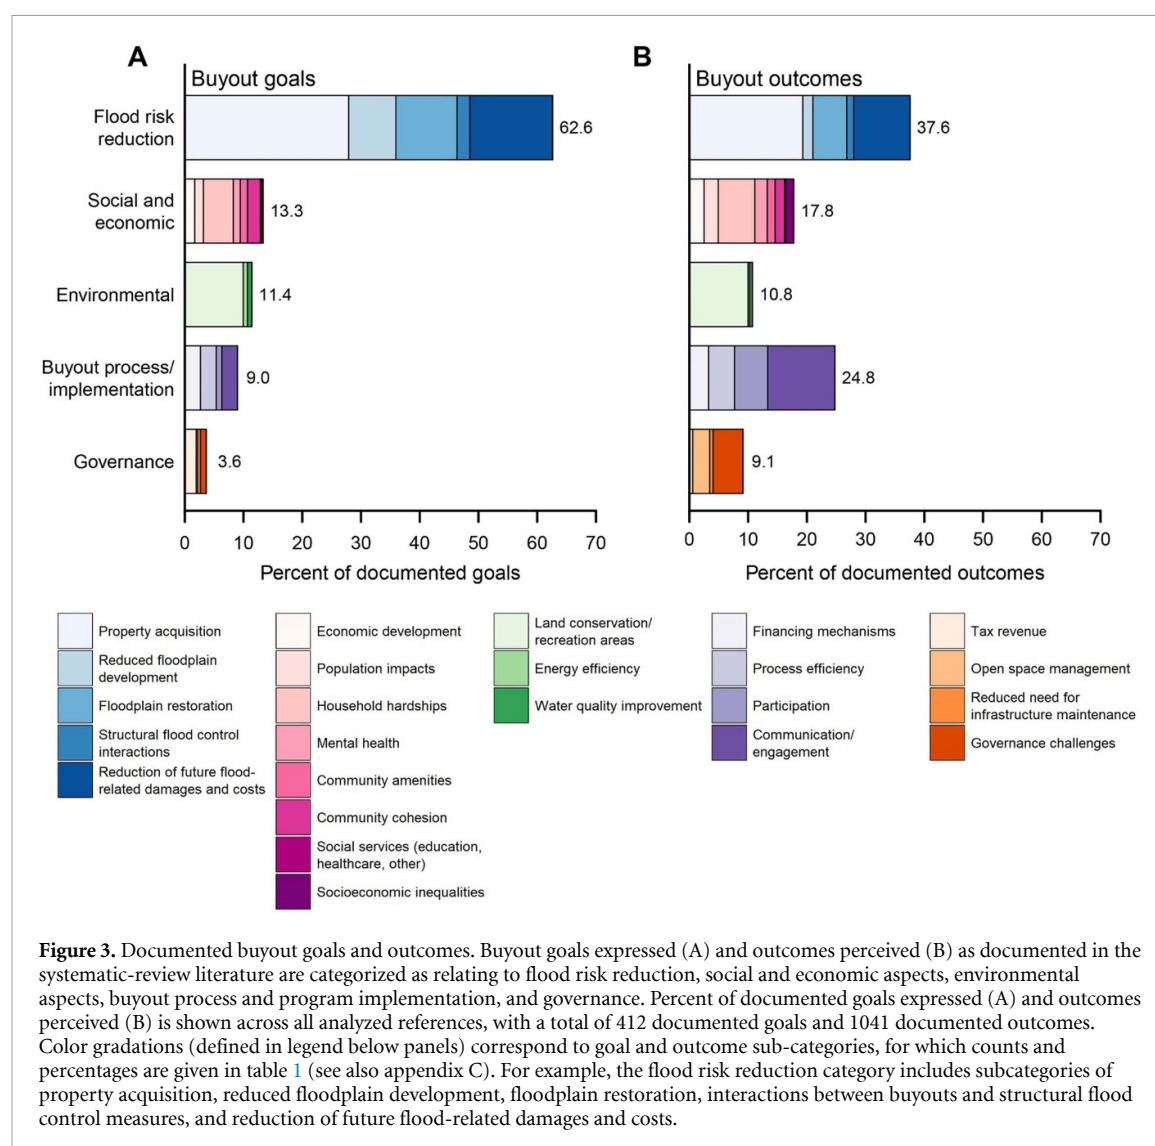 A
B
Buyout goals
Buyout outcomes
Flood risk
reduction
62.6
37.6
Social and
economic
13.3
17.8
Environmental
11.4
10.8
Buyout process/
implementation
9.0
24.8
Governance
3.6
9.1
0 10 20 30 40 50 60 70
0 10 20 30 40 50 60 70
Percent of documented goals
Percent of documented outcomes
Property acquisition
Reduced floodplain
development
Floodplain restoration
Structural flood control
interactions
Reduction of future flood-
related damages and costs
Economic development
Population impacts
Household hardships
Mental health
Community amenities
Community cohesion
Social services (education,
healthcare, other)
Socioeconomic inequalities
Land conservation/
recreation areas
Energy efficiency
Water quality improvement
Financing mechanisms
Process efficiency
Participation
Communication/
engagement
Tax revenue
Open space management
Reduced need for
infrastructure maintenance
Governance challenges
Figure 3. Documented buyout goals and outcomes. Buyout goals expressed (A) and outcomes perceived (B) as documented in the
systematic-review literature are categorized as relating to flood risk reduction, social and economic aspects, environmental
aspects, buyout process and program implementation, and governance. Percent of documented goals expressed (A) and outcomes
perceived (B) is shown across all analyzed references, with a total of 412 documented goals and 1041 documented outcomes.
Color gradations (defined in legend below panels) correspond to goal and outcome sub-categories, for which counts and
percentages are given in table 1 (see also appendix C). For example, the flood risk reduction category includes subcategories of
property acquisition, reduced floodplain development, floodplain restoration, interactions between buyouts and structural flood
control measures, and reduction of future flood-related damages and costs.